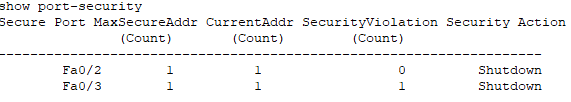 show port-security
Secure Port MaxSecureAddr CurrentAddr SecurityViolation Security Action
(Count) (Count) (Count)
---------------------------------------------------------------------
Fa0/2 1 1 0 Shutdown
Fa0/3 1 1 1 Shutdown